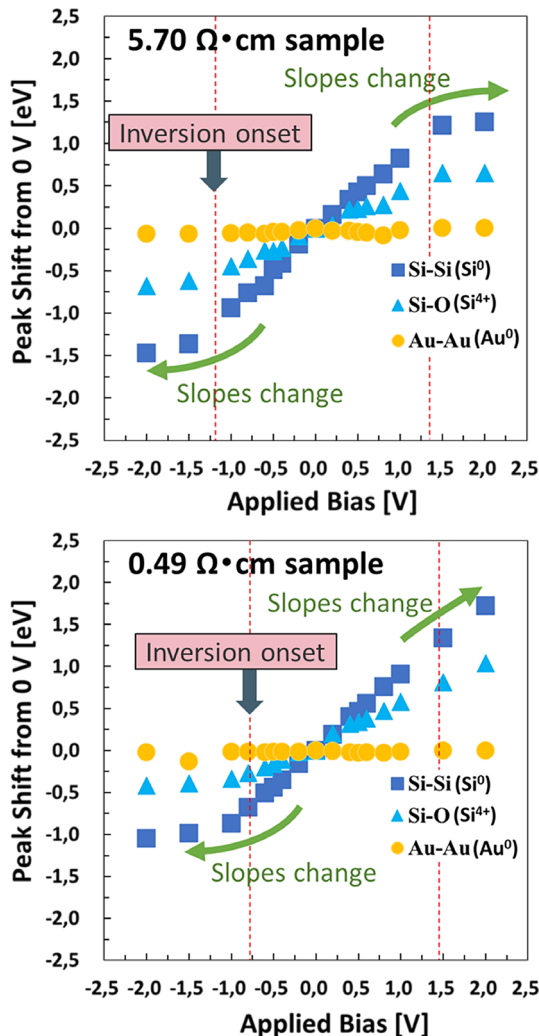 5.70 Ω•cm sample
Slopes change
Inversion onset
Si-Si (Si⁰)
Si-O (Si⁴⁺)
Au-Au (Au⁰)
Slopes change
Peak Shift from 0 V [eV]
2,5
2,0
1,5
1,0
0,5
0,0
-0,5
-1,0
-1,5
-2,0
-2,5
-2,5 -2,0 -1,5 -1,0 -0,5 0,0 0,5 1,0 1,5 2,0 2,5
Applied Bias [V]
0.49 Ω•cm sample
Slopes change
Inversion onset
Si-Si (Si⁰)
Si-O (Si⁴⁺)
Au-Au (Au⁰)
Slopes change
Peak Shift from 0 V [eV]
2,5
2,0
1,5
1,0
0,5
0,0
-0,5
-1,0
-1,5
-2,0
-2,5
-2,5 -2,0 -1,5 -1,0 -0,5 0,0 0,5 1,0 1,5 2,0 2,5
Applied Bias [V]